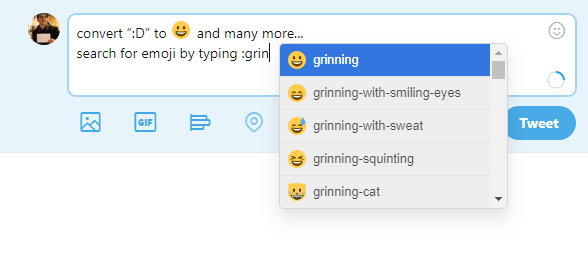 convert “:D” to 😃 and many more...
search for emoji by typing :grin
grinning
grinning-with-smiling-eyes
grinning-with-sweat
grinning-squinting
grinning-cat
GIF
Tweet